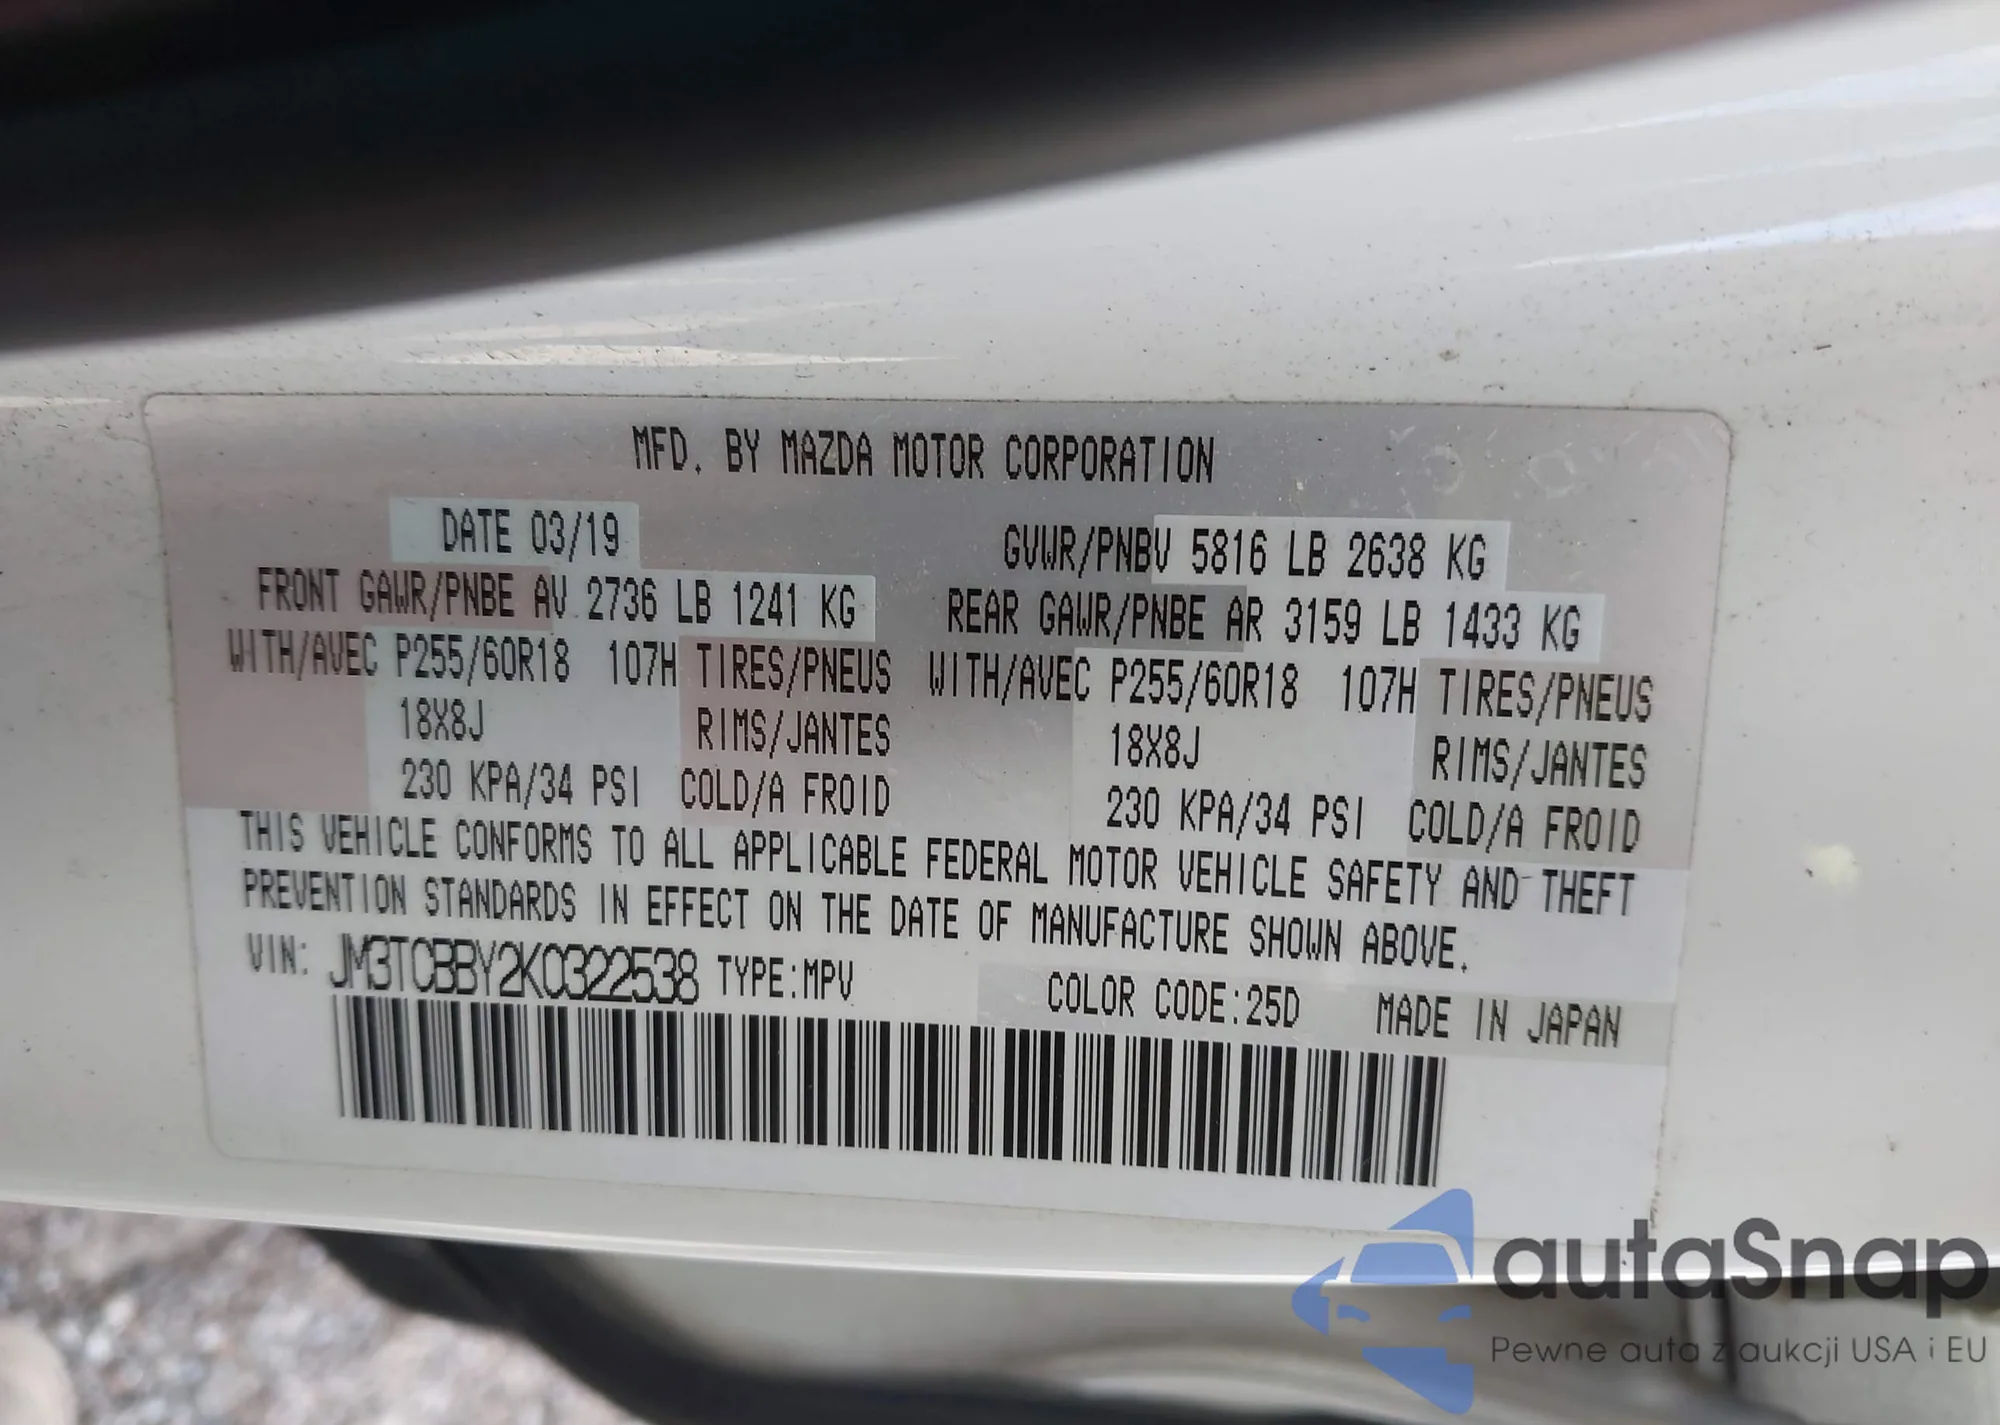 MFD. BY MAZDA MOTOR CORPORATION
DATE 03/19 GVWR/PNBV 5816 LB 2638 KG
FRONT GAWR/PNBE AV 2736 LB 1241 KG REAR GAWR/PNBE AR 3159 LB 1433 KG
WITH/AVEC P255/60R18 107H TIRES/PNEUS WITH/AVEC P255/60R18 107H TIRES/PNEUS
18X8J RIMS/JANTES 18X8J RIMS/JANTES
230 KPA/34 PSI COLD/A FROID 230 KPA/34 PSI COLD/A FROID
THIS VEHICLE CONFORMS TO ALL APPLICABLE FEDERAL MOTOR VEHICLE SAFETY AND THEFT
PREVENTION STANDARDS IN EFFECT ON THE DATE OF MANUFACTURE SHOWN ABOVE.
VIN: JM3TCBBY2K0322538 TYPE:MPV COLOR CODE:25D MADE IN JAPAN
autaSnap
Pewne auta z aukcji USA i EU